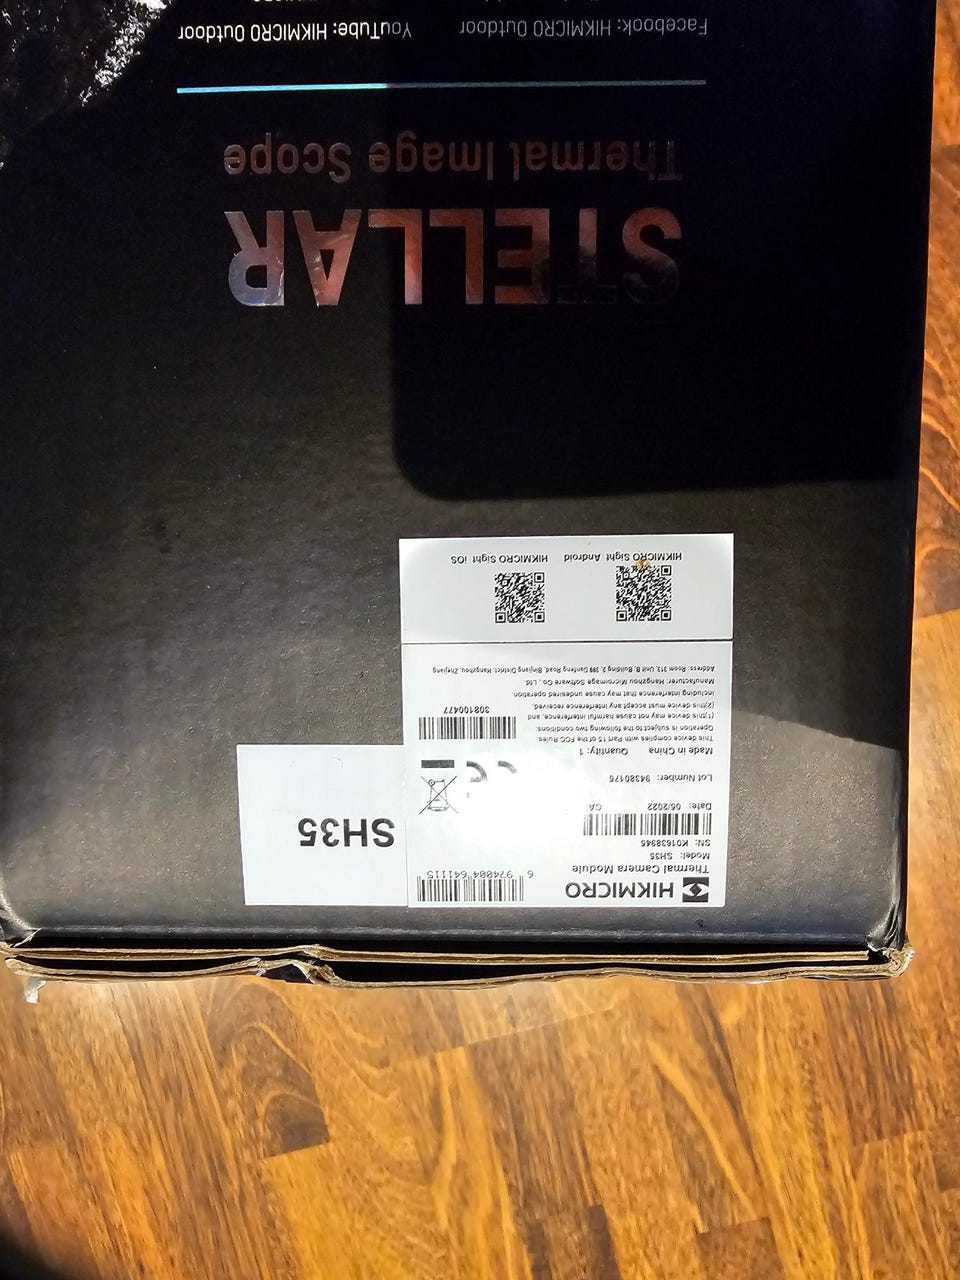 HIKMICRO
Thermal Camera Module
Model: SH35
SN: K01638945
6 974004 641115
Date: 05/2022
CA
Lot Number: 94380175
Made in China Quantity: 1
This device complies with Part 15 of the FCC Rules.
Operation is subject to the following two conditions:
(1)this device may not cause harmful interference, and
(2)this device must accept any interference received,
including interference that may cause undesired operation.
308100477
Manufacturer: Hangzhou Microimage Software Co., Ltd.
Address: Room 313, Unit B, Building 2, 399 Danfeng Road, Binjiang District, Hangzhou, Zhejiang
SH35
HIKMICRO Sight Android
HIKMICRO Sight iOS
STELLAR
Thermal Image Scope
Facebook: HIKMICRO Outdoor
YouTube: HIKMICRO Outdoor